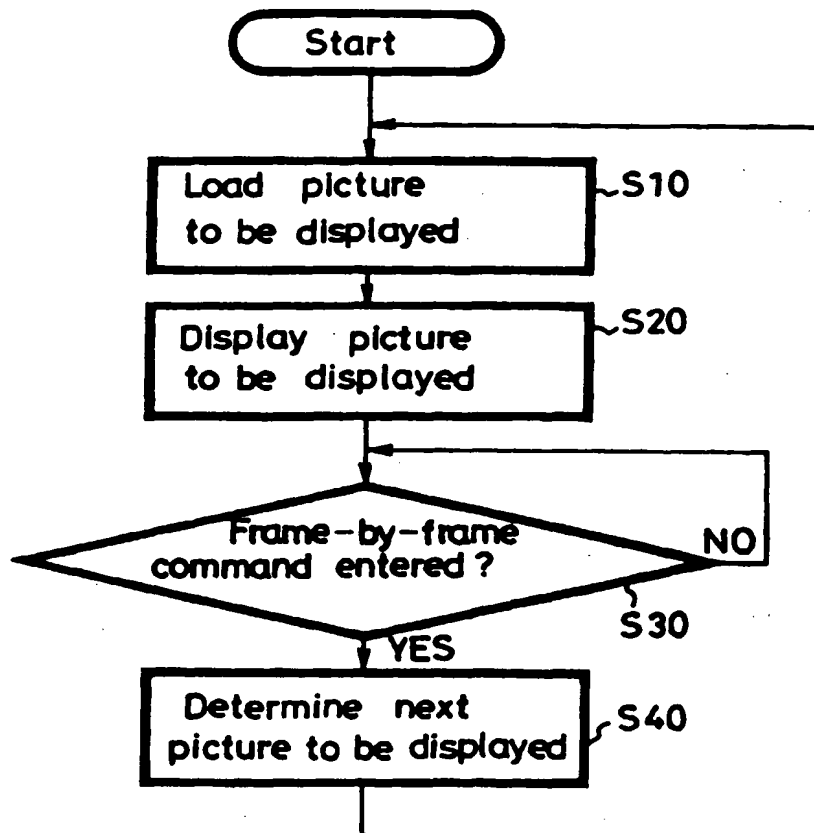 Start
Load picture
to be displayed
S10
Display picture
to be displayed
S20
Frame-by-frame
command entered?
NO
S30
YES
Determine next
picture to be displayed
S40